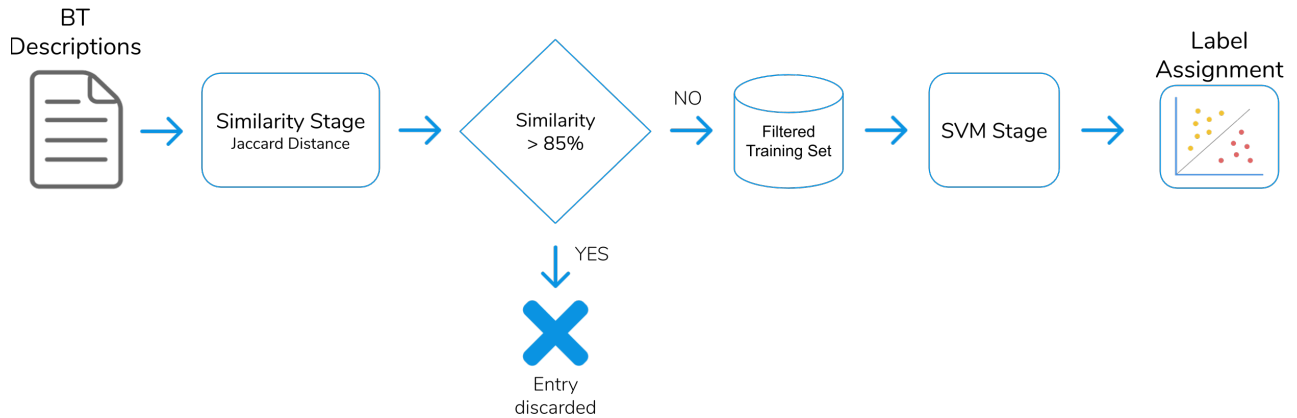 BT
Descriptions
Similarity Stage
Jaccard Distance
Similarity
> 85%
NO
Filtered
Training Set
SVM Stage
Label
Assignment
YES
Entry
discarded